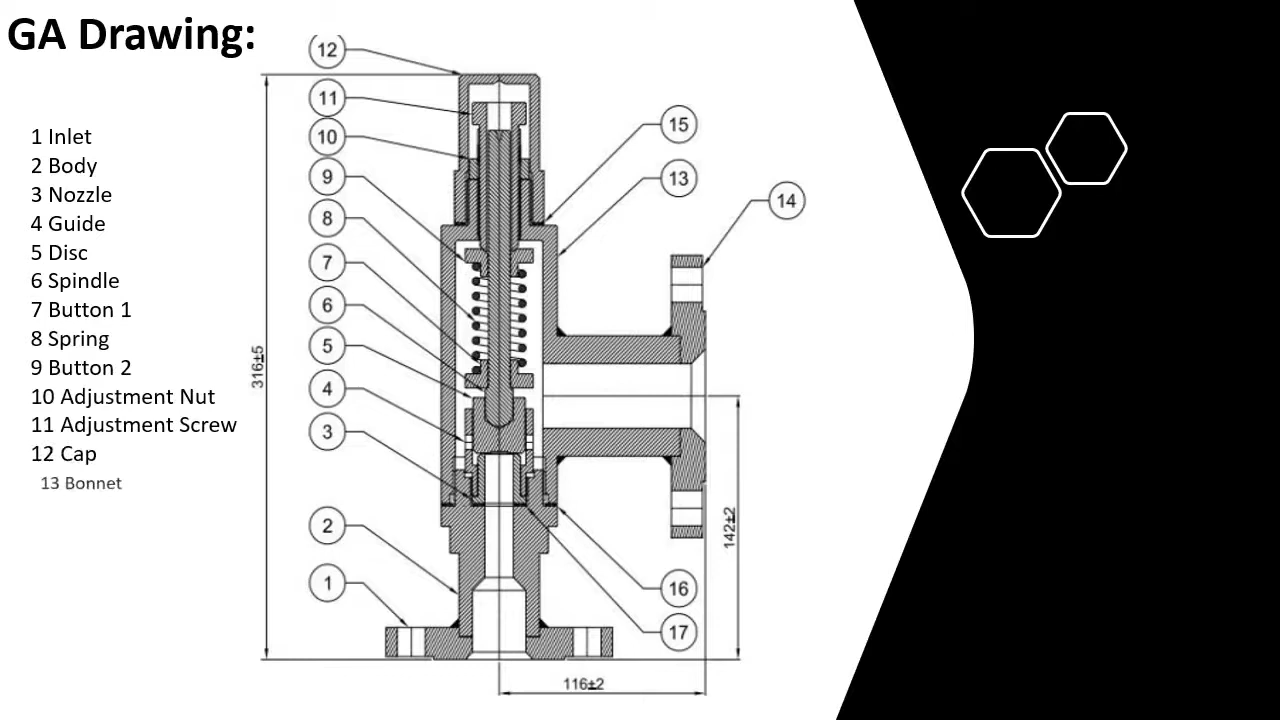 GA Drawing:
1 Inlet
2 Body
3 Nozzle
4 Guide
5 Disc
6 Spindle
7 Button 1
8 Spring
9 Button 2
10 Adjustment Nut
11 Adjustment Screw
12 Cap
13 Bonnet
12
11
10
9
8
7
6
5
4
3
2
1
15
13
14
16
17
316±5
142±2
116±2